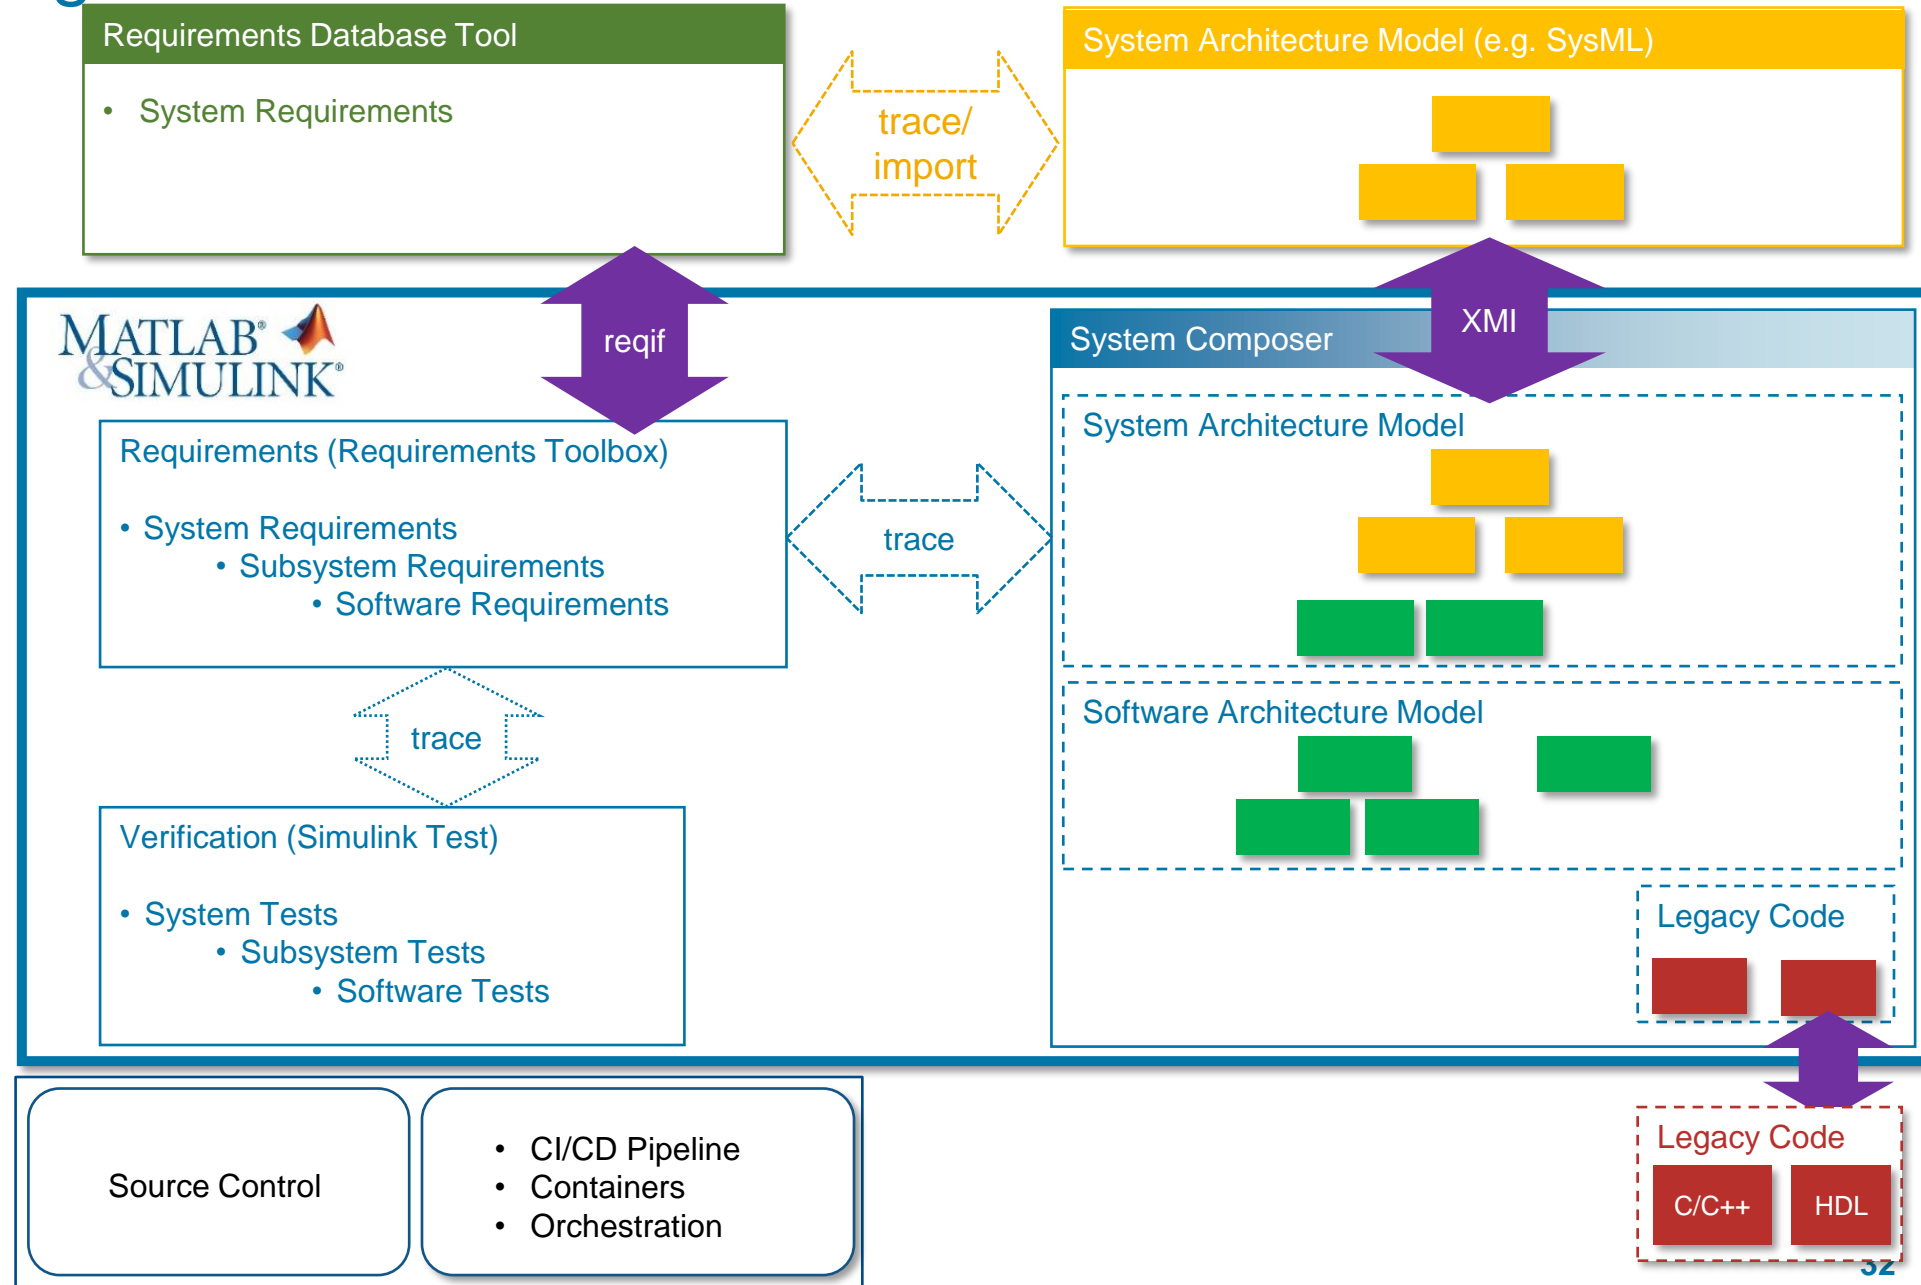 Requirements Database Tool
• System Requirements
trace/
import
System Architecture Model (e.g. SysML)
reqif
XMI
MATLAB®
&SIMULINK®
System Composer
Requirements (Requirements Toolbox)
• System Requirements
• Subsystem Requirements
• Software Requirements
trace
System Architecture Model
trace
Software Architecture Model
Verification (Simulink Test)
• System Tests
• Subsystem Tests
• Software Tests
Legacy Code
Source Control
• CI/CD Pipeline
• Containers
• Orchestration
Legacy Code
C/C++
HDL
32